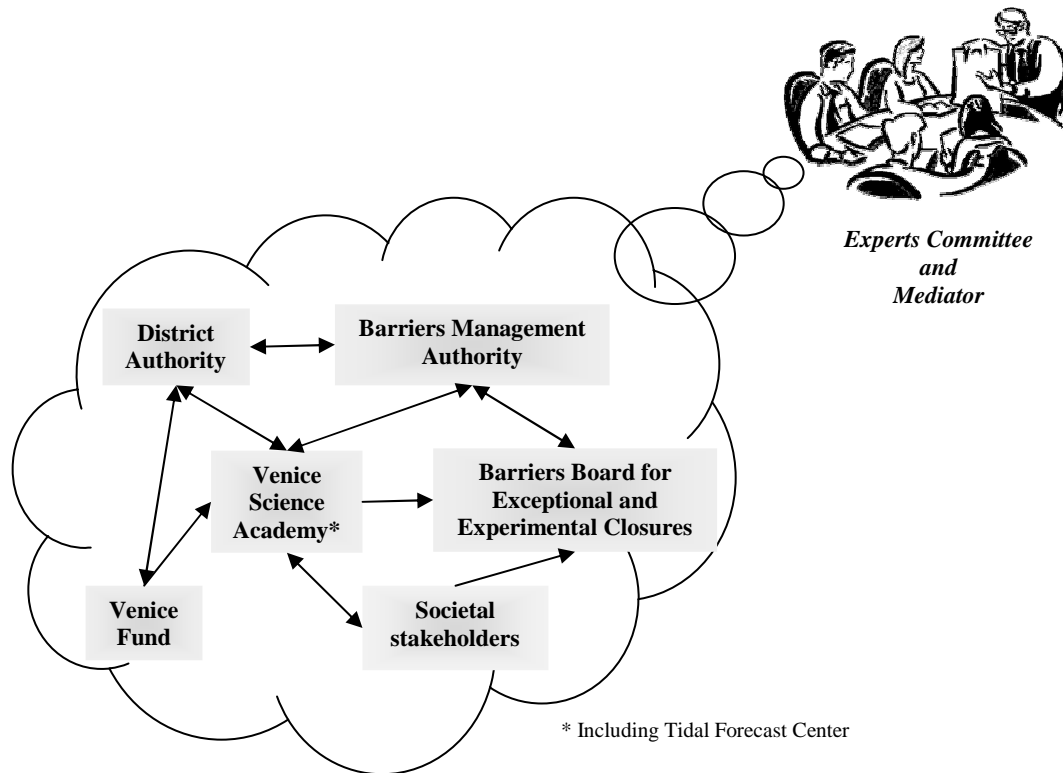 Experts Committee
and
Mediator
District
Authority
Barriers Management
Authority
Venice
Science
Academy*
Barriers Board for
Exceptional and
Experimental Closures
Venice
Fund
Societal
stakeholders
* Including Tidal Forecast Center